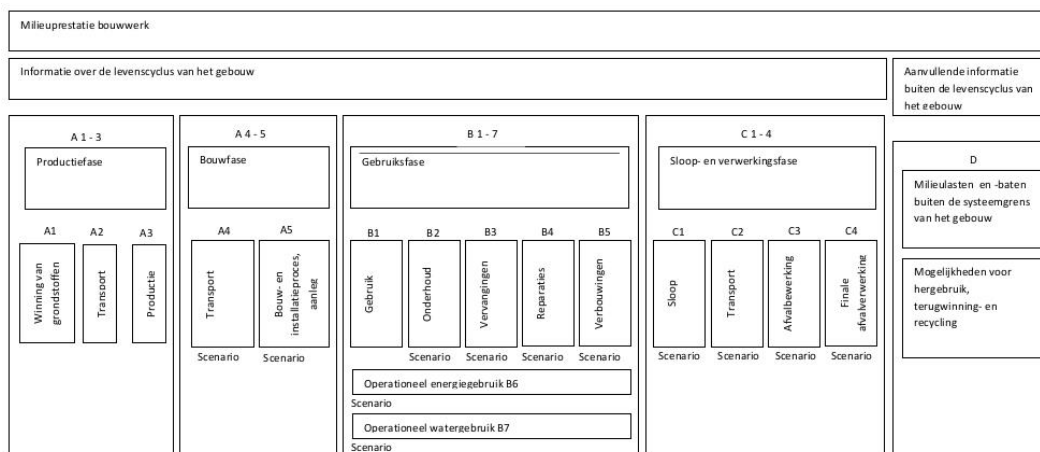 Milieuprestatie bouwwerk
Informatie over de levenscyclus van het gebouw
Aanvullende informatie
buiten de levenscyclus van
het gebouw
A 1 - 3
Productiefase
A1
A2
A3
Winning van
grondstoffen
Transport
Productie
A 4 - 5
Bouwfase
A4
A5
Transport
Bouw- en
installatieproces,
aanleg
Scenario
Scenario
B 1 - 7
Gebruiksfase
B1
B2
B3
B4
B5
Gebruik
Onderhoud
Vervangingen
Reparaties
Verbouwingen
Scenario
Scenario
Scenario
Scenario
Operationeel energiegebruik B6
Scenario
Operationeel watergebruik B7
Scenario
C 1 - 4
Sloop- en verwerkingsfase
C1
C2
C3
C4
Sloop
Transport
Afvalbewerking
Finale
afvalverwerking
Scenario
Scenario
Scenario
Scenario
D
Milieulasten en -baten
buiten de systeemgrens
van het gebouw
Mogelijkheden voor
hergebruik,
terugwinning- en
recycling